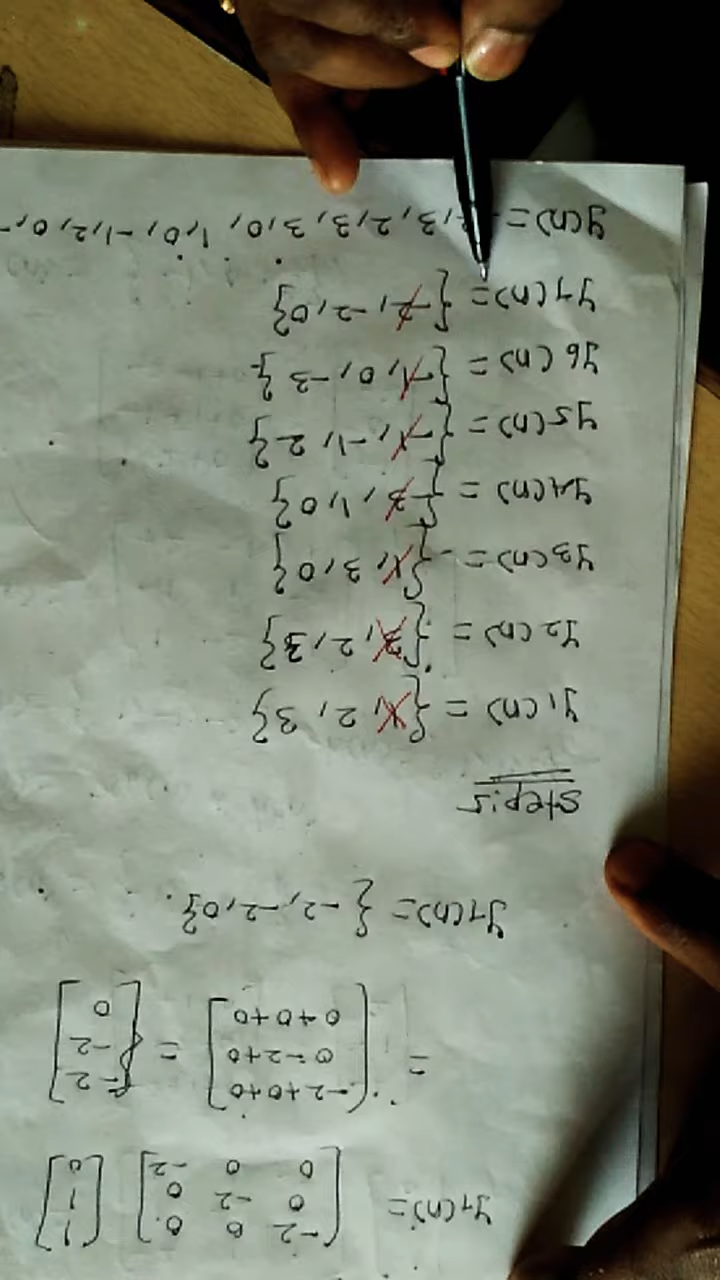 y7(n) = [ -2 0 0 ] [ 1 ]
0 -2 0 1
0 0 -2 0
= [ -2+0+0 ] = [ -2 ]
0-2+0 -2
0+0+0 0
y7(n) = { -2, -2, 0}.
Step:5
y1(n) = { , 2, 3}
y2(n) = { , 2, 3}
y3(n) = { , 3, 0}
y4(n) = { , 1, 0}
y5(n) = { , -1, 2}
y6(n) = { , 0, -3}
y7(n) = { , -2, 0}
y(n) = , 3, 2, 3, 3, 0, 1, 0, -1, 2, 0, -